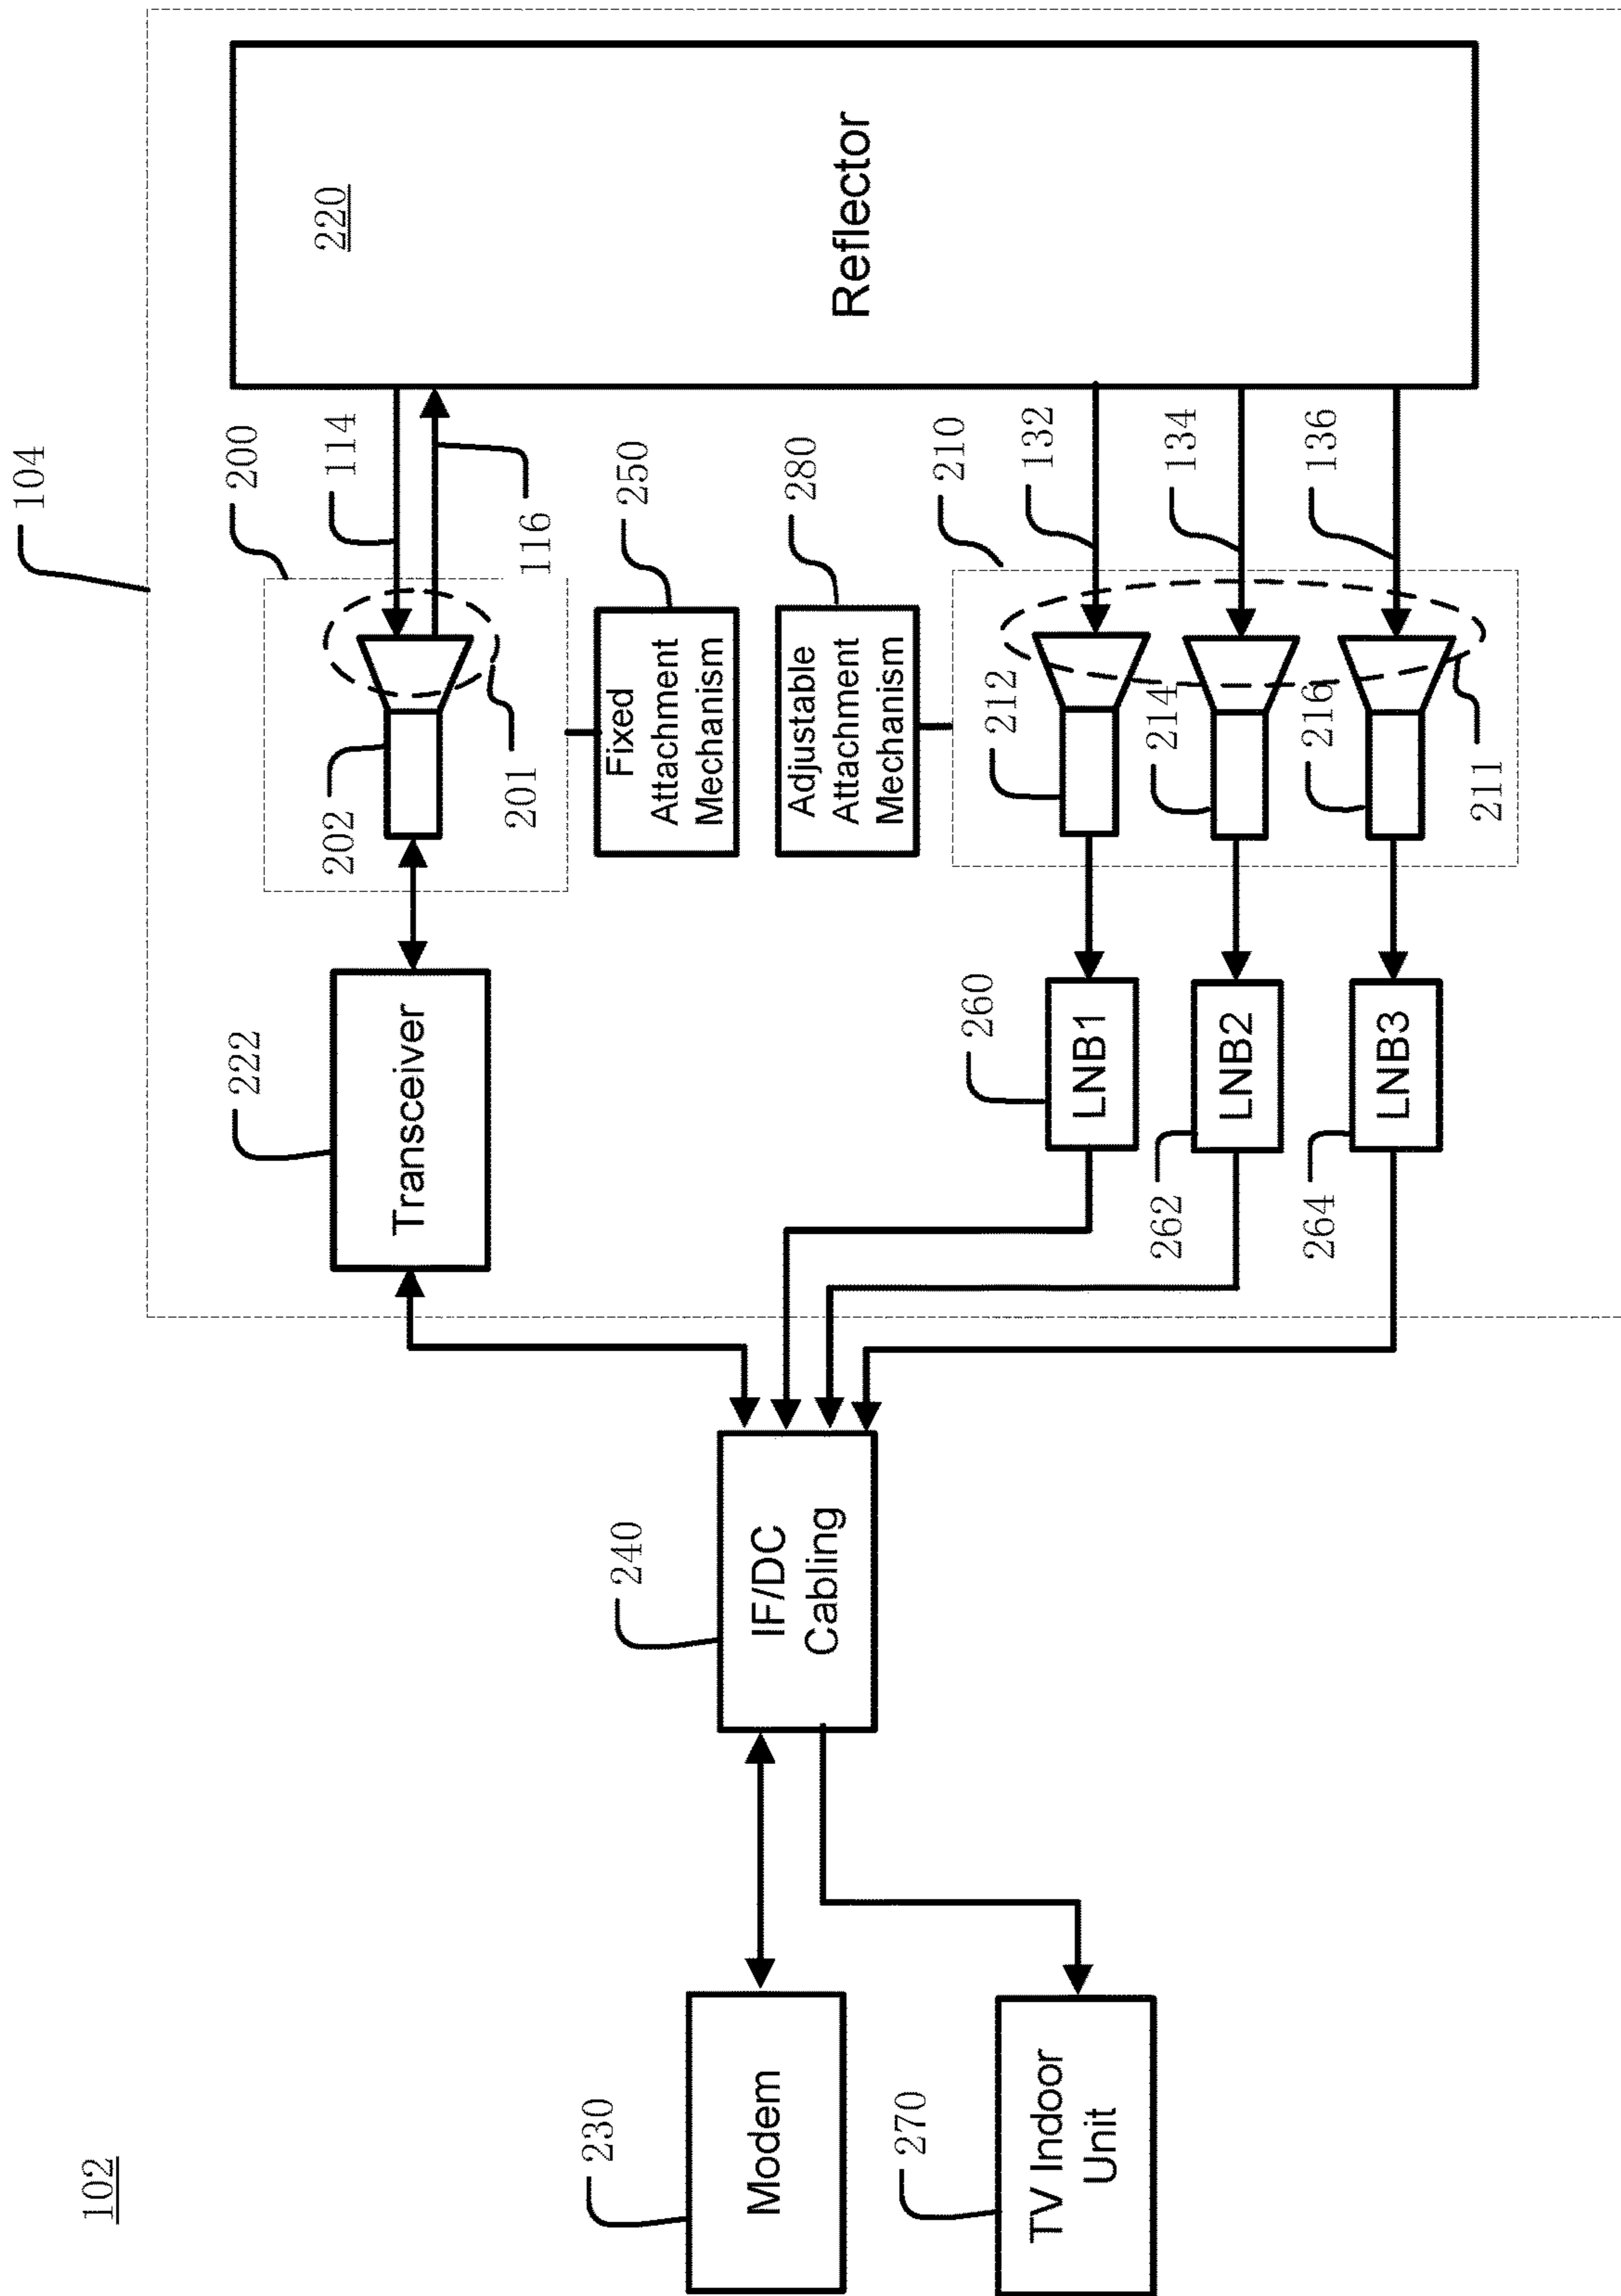 102
104
220
Reflector
114
116
200
201
202
222
Transceiver
250
Fixed
Attachment
Mechanism
280
Adjustable
Attachment
Mechanism
210
132
134
136
212
214
216
211
260
LNB1
262
LNB2
264
LNB3
240
IF/DC
Cabling
230
Modem
270
TV Indoor
Unit